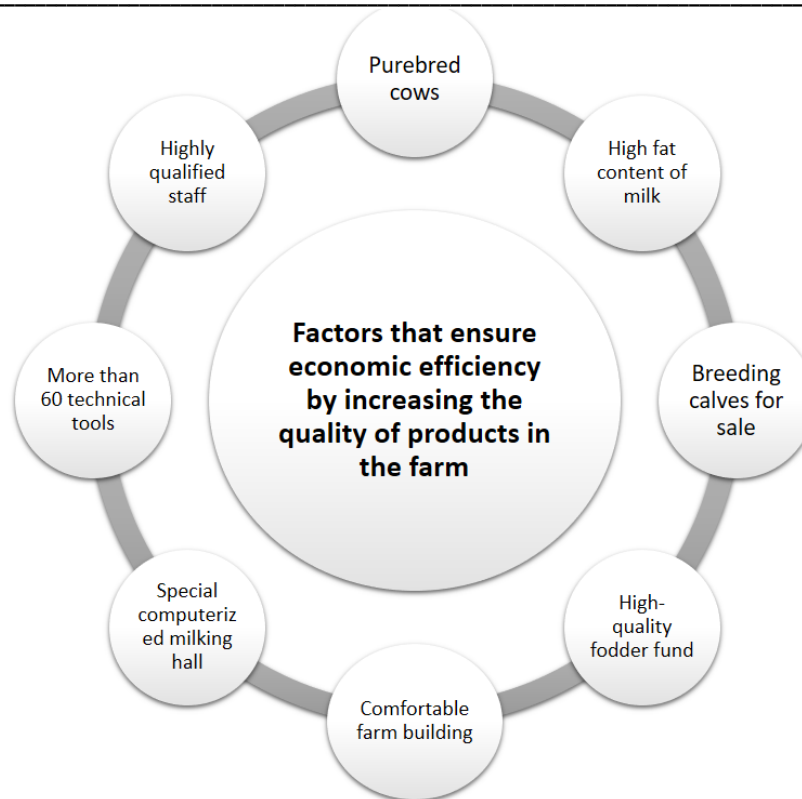 Purebred
cows
High fat
content of
milk
Breeding
calves for
sale
High-
quality
fodder fund
Comfortable
farm building
Special
computeriz
ed milking
hall
More than
60 technical
tools
Highly
qualified
staff
Factors that ensure
economic efficiency
by increasing the
quality of products in
the farm